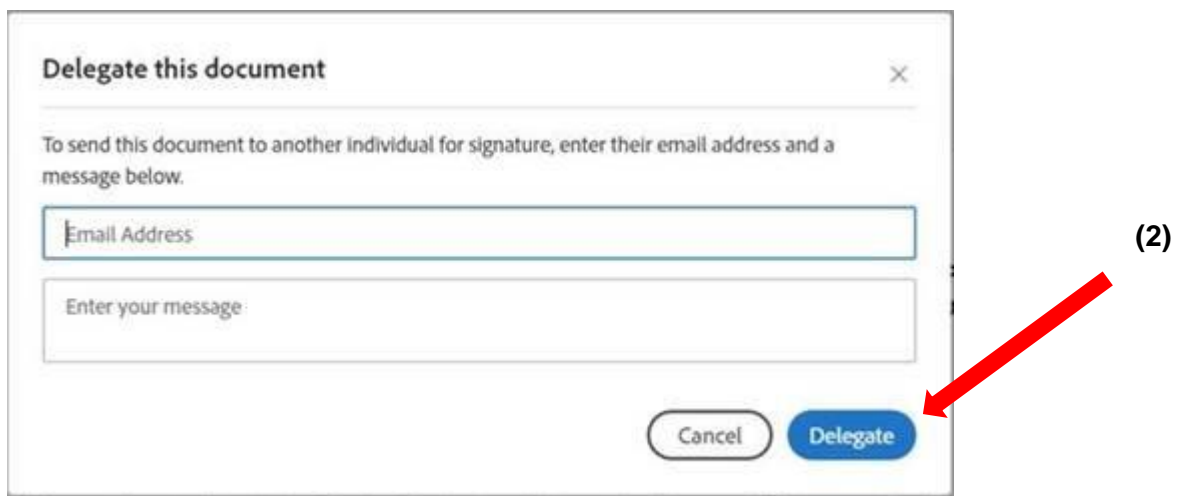 Delegate this document
To send this document to another individual for signature, enter their email address and a
message below.
Email Address
(2)
Enter your message
Cancel
Delegate